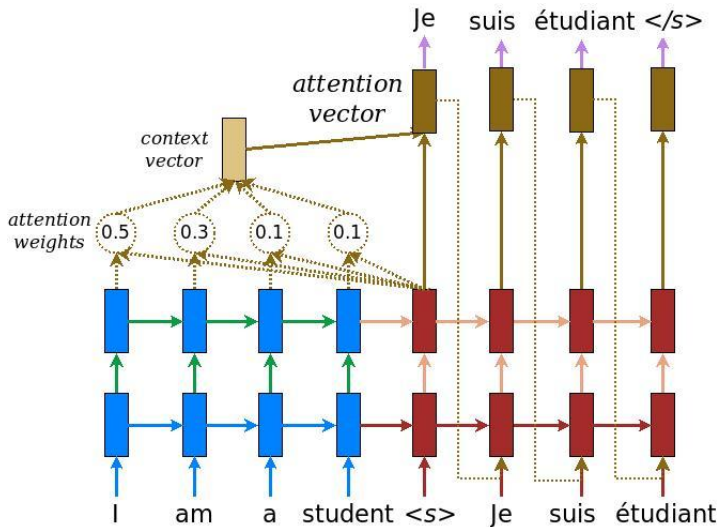 Je suis étudiant </s>
attention
vector
context
vector
attention
weights
0.5 0.3 0.1 0.1
I am a student <s> Je suis étudiant